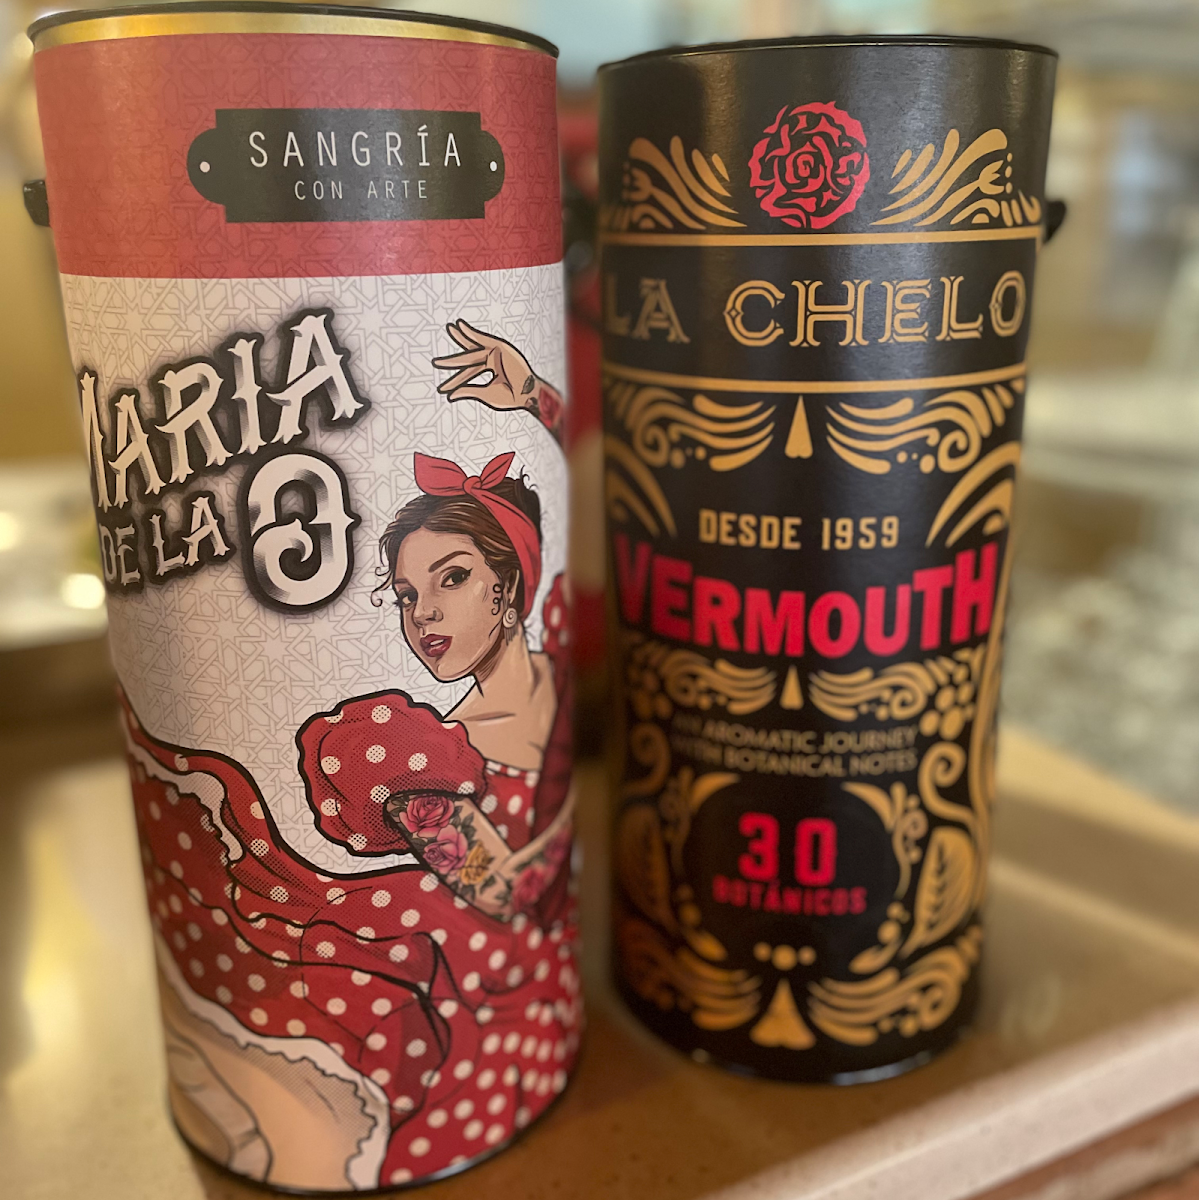 SANGRÍA
CON ARTE
MARIA
DE LA O
LA CHELO
DESDE 1959
VERMOUTH
AN AROMATIC JOURNEY
WITH BOTANICAL NOTES
30
BOTÁNICOS